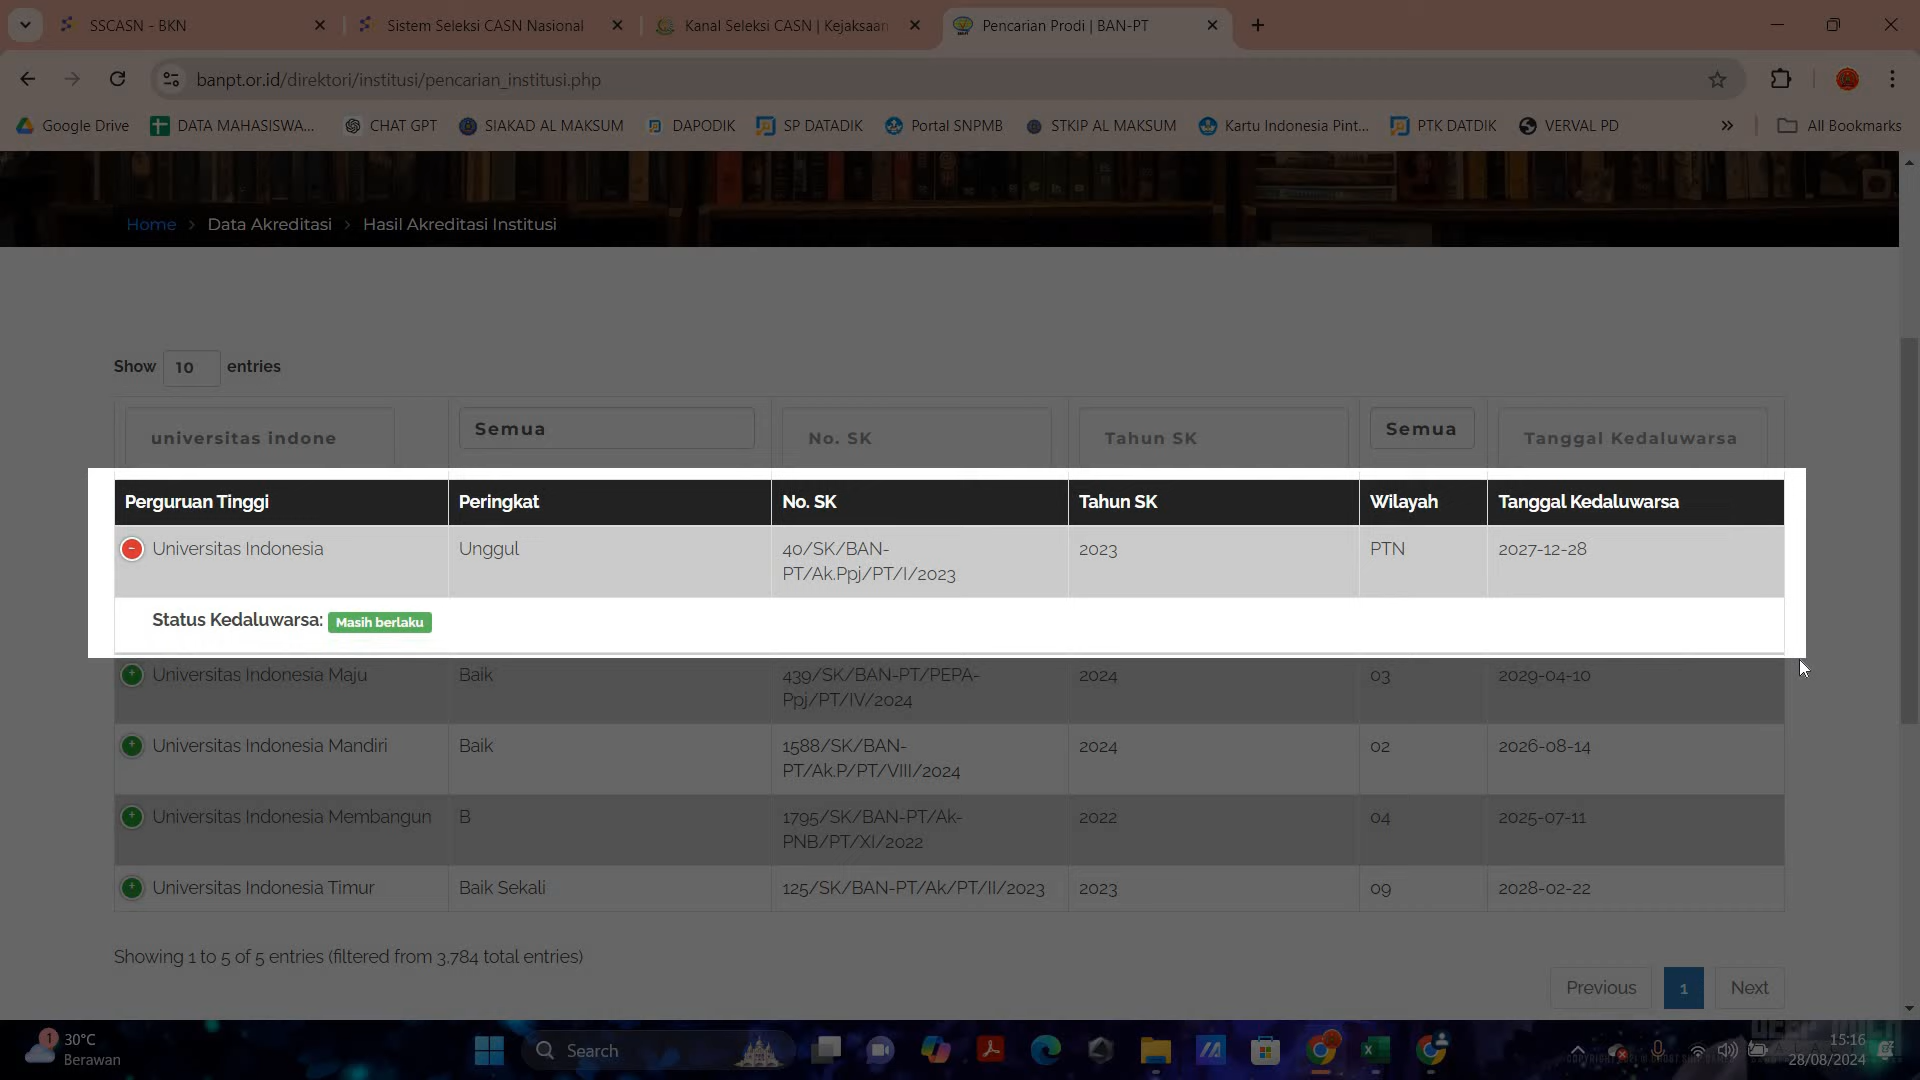 SSCASN - BKN
Sistem Seleksi CASN Nasional
Kanal Seleksi CASN | Kejaksaan
Pencarian Prodi | BAN-PT
banpt.or.id/direktori/institusi/pencarian_institusi.php
Google Drive
DATA MAHASISWA...
CHAT GPT
SIAKAD AL MAKSUM
DAPODIK
SP DATADIK
Portal SNPMB
STKIP AL MAKSUM
Kartu Indonesia Pint...
PTK DATDIK
VERVAL PD
All Bookmarks
Home > Data Akreditasi > Hasil Akreditasi Institusi
Show 10 entries
universitas indone
Semua
No. SK
Tahun SK
Semua
Tanggal Kedaluwarsa
Perguruan Tinggi
Peringkat
No. SK
Tahun SK
Wilayah
Tanggal Kedaluwarsa
Universitas Indonesia
Unggul
40/SK/BAN-
PT/Ak.Ppj/PT/I/2023
2023
PTN
2027-12-28
Status Kedaluwarsa: Masih berlaku
Universitas Indonesia Maju
Baik
439/SK/BAN-PT/PEPA-
Ppj/PT/IV/2024
2024
03
2029-04-10
Universitas Indonesia Mandiri
Baik
1588/SK/BAN-
PT/Ak.P/PT/VIII/2024
2024
02
2026-08-14
Universitas Indonesia Membangun
B
1795/SK/BAN-PT/Ak-
PNB/PT/XI/2022
2022
04
2025-07-11
Universitas Indonesia Timur
Baik Sekali
125/SK/BAN-PT/Ak/PT/II/2023
2023
09
2028-02-22
Showing 1 to 5 of 5 entries (filtered from 3,784 total entries)
Previous
1
Next
1
30°C
Berawan
Search
15:16
28/08/2024